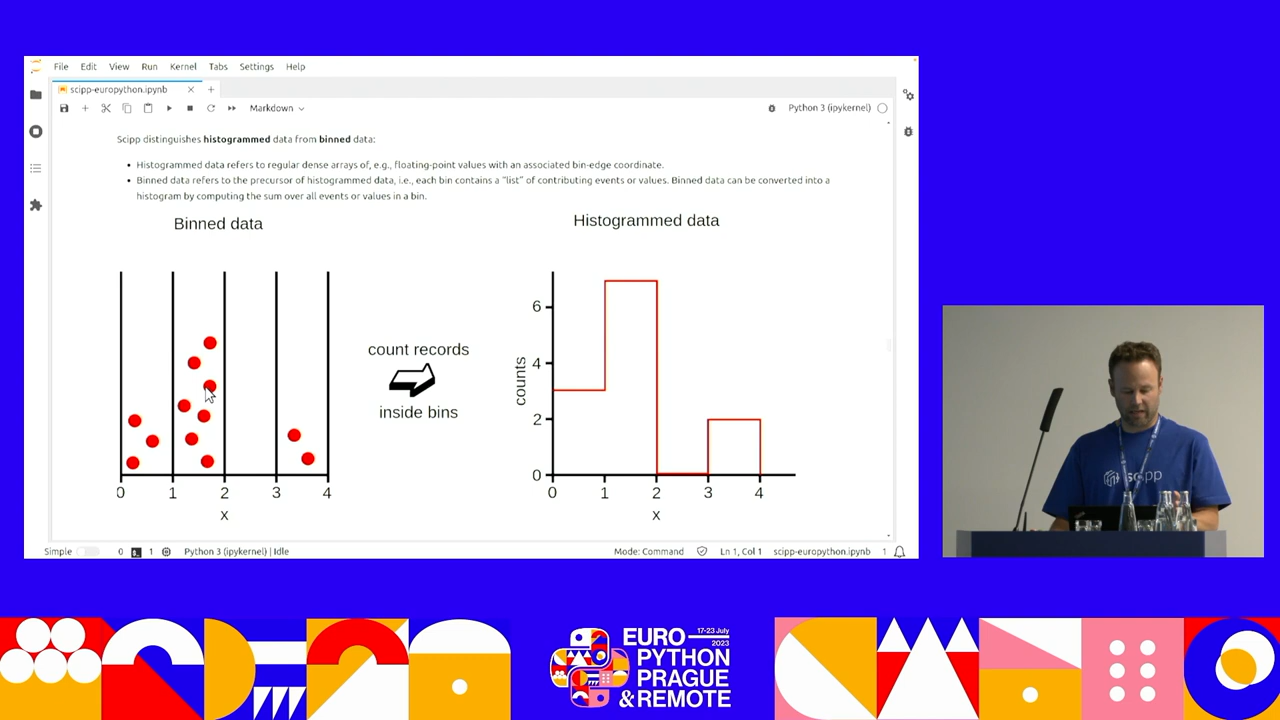 File Edit View Run Kernel Tabs Settings Help
scipp-europython.ipynb
Markdown
Python 3 (ipykernel)
Scipp distinguishes histogrammed data from binned data:
• Histogrammed data refers to regular dense arrays of, e.g., floating-point values with an associated bin-edge coordinate.
• Binned data refers to the precursor of histogrammed data, i.e., each bin contains a "list" of contributing events or values. Binned data can be converted into a
histogram by computing the sum over all events or values in a bin.
Binned data
0 1 2 3 4
x
count records
inside bins
Histogrammed data
counts
6
4
2
0
0 1 2 3 4
x
Simple 0 1 Python 3 (ipykernel) | Idle Mode: Command Ln 1, Col 1 scipp-europython.ipynb 1
scipp
EURO 17-23 July
2023
PYTHON
PRAGUE
& REMOTE